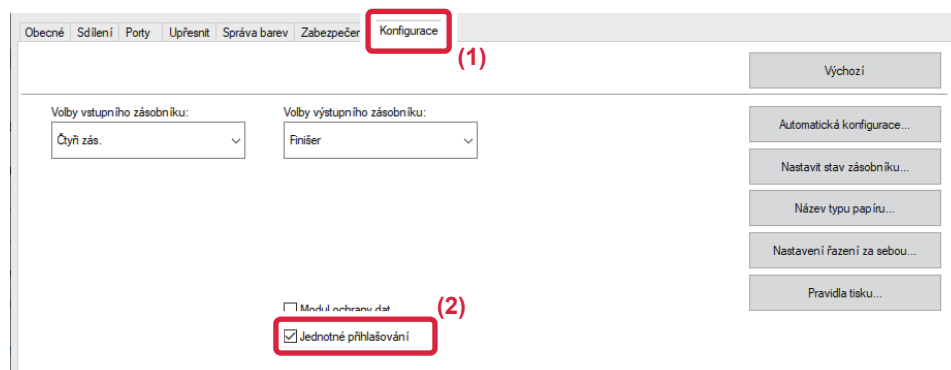 Obecné Sdílení Porty Upřesnit Správa barev Zabezpečen Konfigurace
(1)
Výchozí
Volby vstupního zásobníku: Volby výstupního zásobníku:
Čtyři zás. Finišer
Automatická konfigurace...
Nastavit stav zásobníku...
Název typu papíru...
Nastavení řazení za sebou...
Pravidla tisku...
Modul ochrany dat
(2)
Jednotné přihlašování